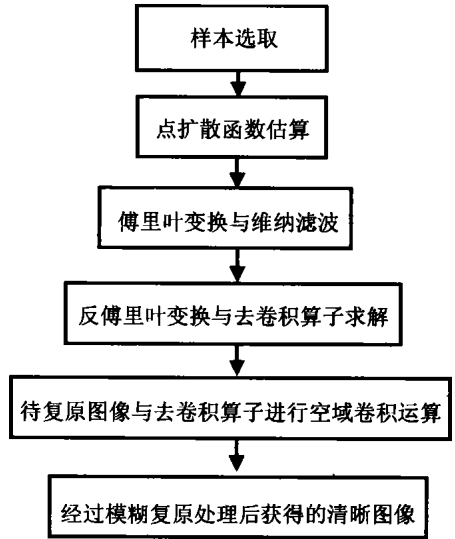 样本选取
点扩散函数估算
傅里叶变换与维纳滤波
反傅里叶变换与去卷积算子求解
待复原图像与去卷积算子进行空域卷积运算
经过模糊复原处理后获得的清晰图像